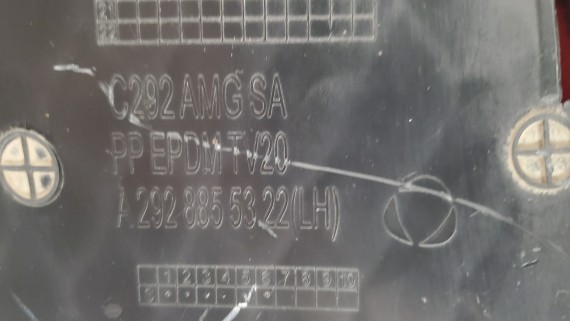 C292 AMG SA
PP EPDM TV20
A 292 885 53 22 (LH)
1 2 3 4 5 6 7 8 9 10